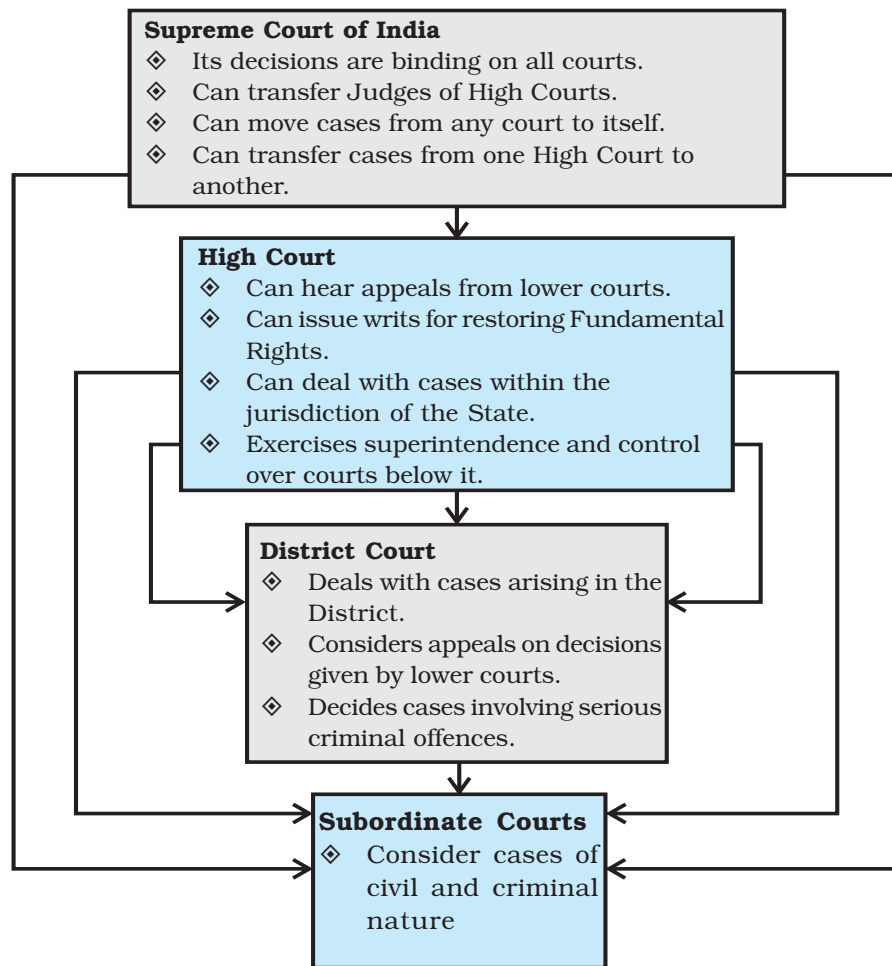 Supreme Court of India
◈ Its decisions are binding on all courts.
◈ Can transfer Judges of High Courts.
◈ Can move cases from any court to itself.
◈ Can transfer cases from one High Court to
another.
High Court
◈ Can hear appeals from lower courts.
◈ Can issue writs for restoring Fundamental
Rights.
◈ Can deal with cases within the
jurisdiction of the State.
◈ Exercises superintendence and control
over courts below it.
District Court
◈ Deals with cases arising in the
District.
◈ Considers appeals on decisions
given by lower courts.
◈ Decides cases involving serious
criminal offences.
Subordinate Courts
◈ Consider cases of
civil and criminal
nature